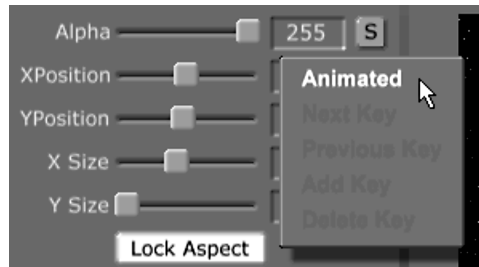 Alpha 255 S
XPosition
YPosition
X Size
Y Size
Lock Aspect
Animated
Next Key
Previous Key
Add Key
Delete Key